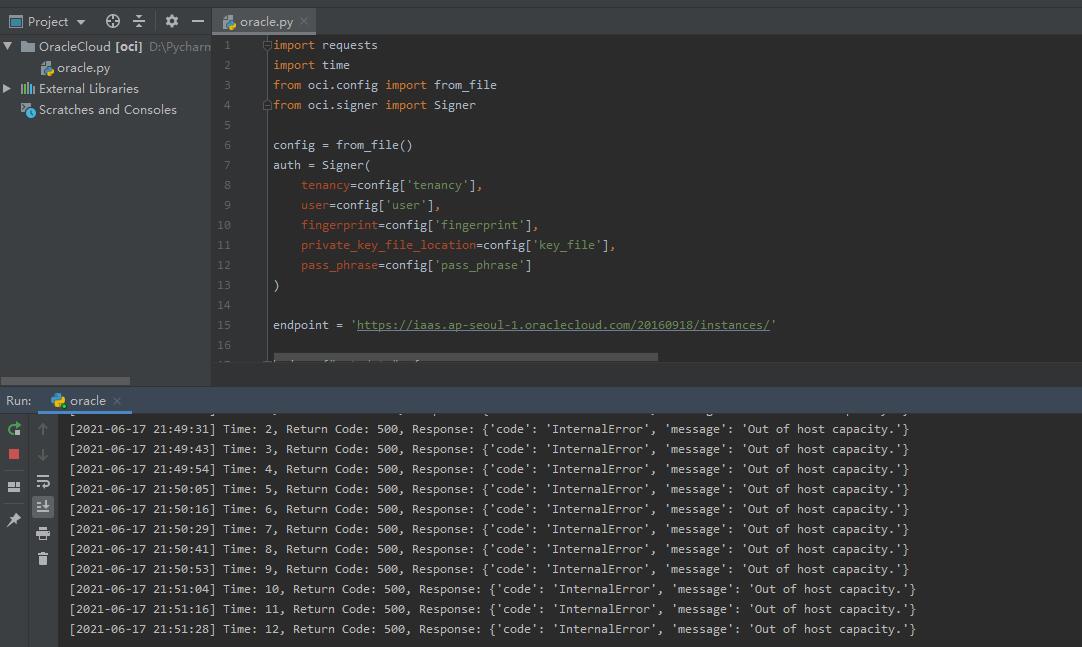 Project
oracle.py
OracleCloud [oci] D:\Pycharm
oracle.py
External Libraries
Scratches and Consoles
1 import requests
2 import time
3 from oci.config import from_file
4 from oci.signer import Signer
5
6 config = from_file()
7 auth = Signer(
8 tenancy=config['tenancy'],
9 user=config['user'],
10 fingerprint=config['fingerprint'],
11 private_key_file_location=config['key_file'],
12 pass_phrase=config['pass_phrase']
13 )
14
15 endpoint = 'https://iaas.ap-seoul-1.oraclecloud.com/20160918/instances/'
16
Run: oracle
[2021-06-17 21:49:31] Time: 2, Return Code: 500, Response: {'code': 'InternalError', 'message': 'Out of host capacity.'}
[2021-06-17 21:49:43] Time: 3, Return Code: 500, Response: {'code': 'InternalError', 'message': 'Out of host capacity.'}
[2021-06-17 21:49:54] Time: 4, Return Code: 500, Response: {'code': 'InternalError', 'message': 'Out of host capacity.'}
[2021-06-17 21:50:05] Time: 5, Return Code: 500, Response: {'code': 'InternalError', 'message': 'Out of host capacity.'}
[2021-06-17 21:50:16] Time: 6, Return Code: 500, Response: {'code': 'InternalError', 'message': 'Out of host capacity.'}
[2021-06-17 21:50:29] Time: 7, Return Code: 500, Response: {'code': 'InternalError', 'message': 'Out of host capacity.'}
[2021-06-17 21:50:41] Time: 8, Return Code: 500, Response: {'code': 'InternalError', 'message': 'Out of host capacity.'}
[2021-06-17 21:50:53] Time: 9, Return Code: 500, Response: {'code': 'InternalError', 'message': 'Out of host capacity.'}
[2021-06-17 21:51:04] Time: 10, Return Code: 500, Response: {'code': 'InternalError', 'message': 'Out of host capacity.'}
[2021-06-17 21:51:16] Time: 11, Return Code: 500, Response: {'code': 'InternalError', 'message': 'Out of host capacity.'}
[2021-06-17 21:51:28] Time: 12, Return Code: 500, Response: {'code': 'InternalError', 'message': 'Out of host capacity.'}